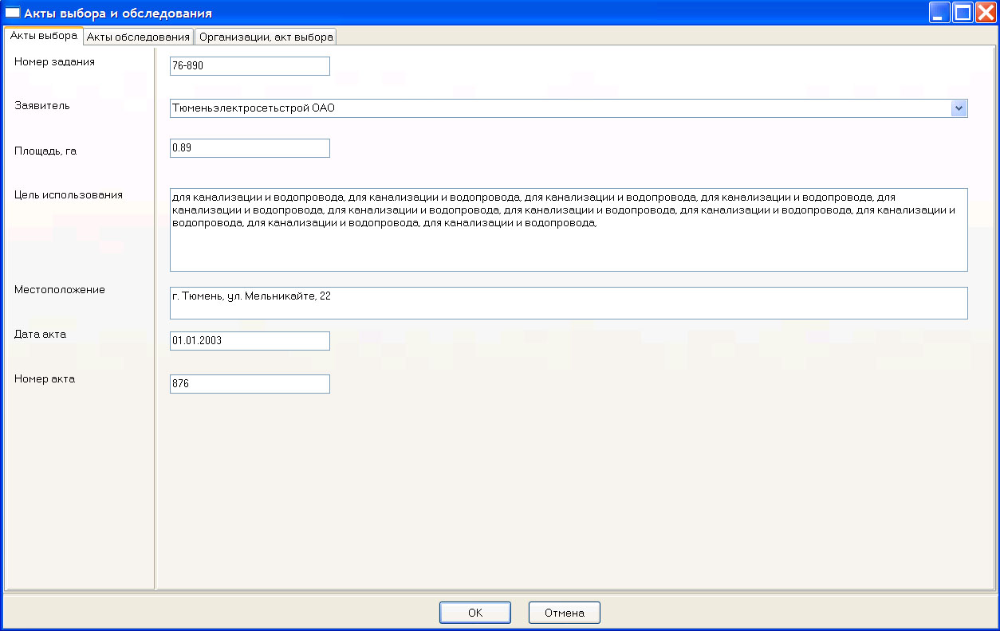 Акты выбора и обследования
Акты выбора Акты обследования Организации, акт выбора
Номер задания 76-890
Заявитель Тюменьэлектросетьстрой ОАО
Площадь, га 0.89
Цель использования для канализации и водопровода, для канализации и водопровода, для канализации и водопровода, для канализации и водопровода, для
канализации и водопровода, для канализации и водопровода, для канализации и водопровода, для канализации и водопровода, для канализации и
водопровода, для канализации и водопровода, для канализации и водопровода,
Местоположение г. Тюмень, ул. Мельникайте, 22
Дата акта 01.01.2003
Номер акта 876
OK Отмена